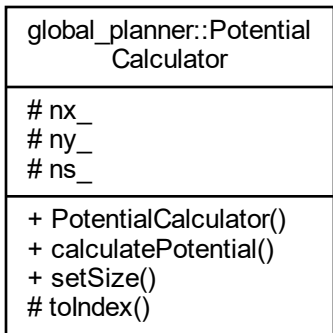 global_planner::Potential
Calculator
# nx_
# ny_
# ns_
+ PotentialCalculator()
+ calculatePotential()
+ setSize()
# toIndex()